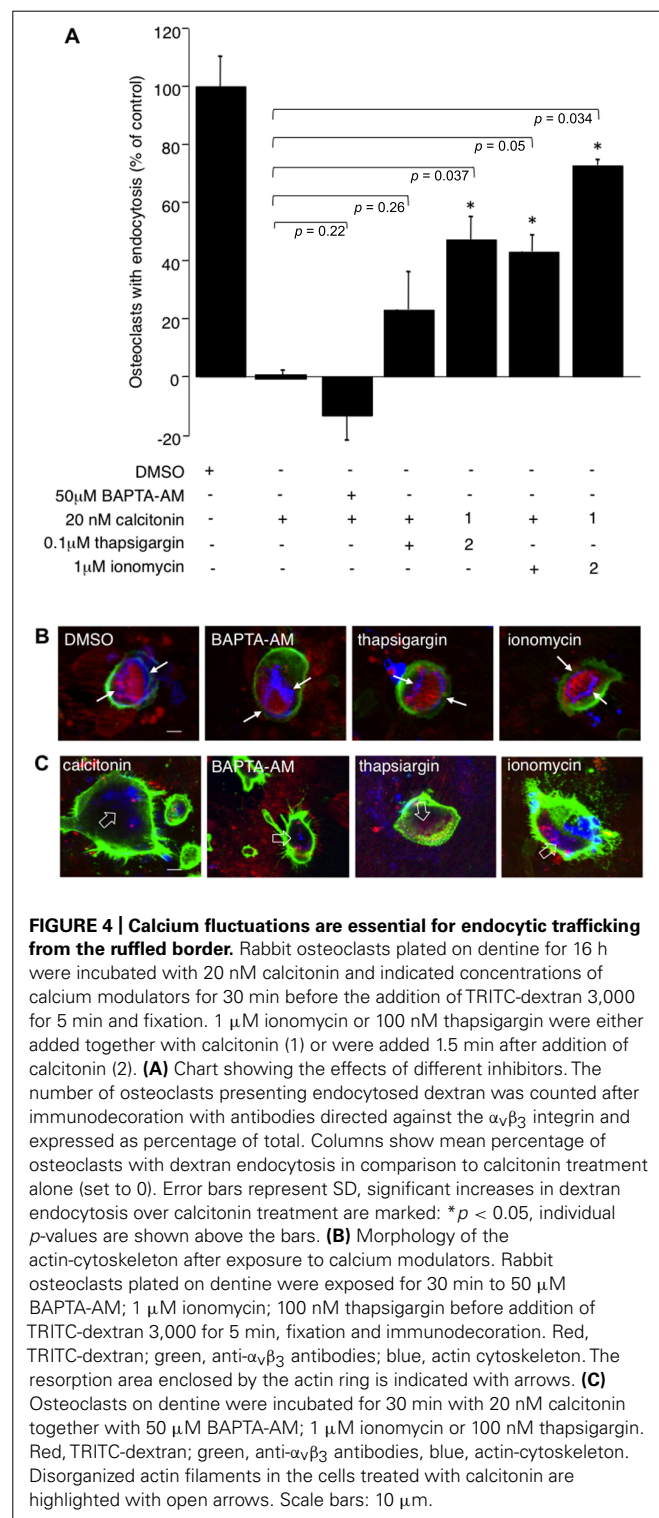 A
Osteoclasts with endocytosis (% of control)
120
100
80
60
40
20
0
-20
p = 0.034
p = 0.05
p = 0.037
p = 0.26
p = 0.22
* * *
DMSO + - - - - - -
50µM BAPTA-AM - - + - - - -
20 nM calcitonin - + + + 1 + 1
0.1µM thapsigargin - - - + 2 - -
1µM ionomycin - - - - - + 2
B DMSO BAPTA-AM thapsigargin ionomycin
C calcitonin BAPTA-AM thapsiargin ionomycin
FIGURE 4 | Calcium fluctuations are essential for endocytic trafficking
from the ruffled border. Rabbit osteoclasts plated on dentine for 16 h
were incubated with 20 nM calcitonin and indicated concentrations of
calcium modulators for 30 min before the addition of TRITC-dextran 3,000
for 5 min and fixation. 1 µM ionomycin or 100 nM thapsigargin were either
added together with calcitonin (1) or were added 1.5 min after addition of
calcitonin (2). (A) Chart showing the effects of different inhibitors. The
number of osteoclasts presenting endocytosed dextran was counted after
immunodecoration with antibodies directed against the αvβ3 integrin and
expressed as percentage of total. Columns show mean percentage of
osteoclasts with dextran endocytosis in comparison to calcitonin treatment
alone (set to 0). Error bars represent SD, significant increases in dextran
endocytosis over calcitonin treatment are marked: *p < 0.05, individual
p-values are shown above the bars. (B) Morphology of the
actin-cytoskeleton after exposure to calcium modulators. Rabbit
osteoclasts plated on dentine were exposed for 30 min to 50 µM
BAPTA-AM; 1 µM ionomycin; 100 nM thapsigargin before addition of
TRITC-dextran 3,000 for 5 min, fixation and immunodecoration. Red,
TRITC-dextran; green, anti-αvβ3 antibodies; blue, actin cytoskeleton. The
resorption area enclosed by the actin ring is indicated with arrows. (C)
Osteoclasts on dentine were incubated for 30 min with 20 nM calcitonin
together with 50 µM BAPTA-AM; 1 µM ionomycin or 100 nM thapsigargin.
Red, TRITC-dextran; green, anti-αvβ3 antibodies, blue, actin-cytoskeleton.
Disorganized actin filaments in the cells treated with calcitonin are
highlighted with open arrows. Scale bars: 10 µm.